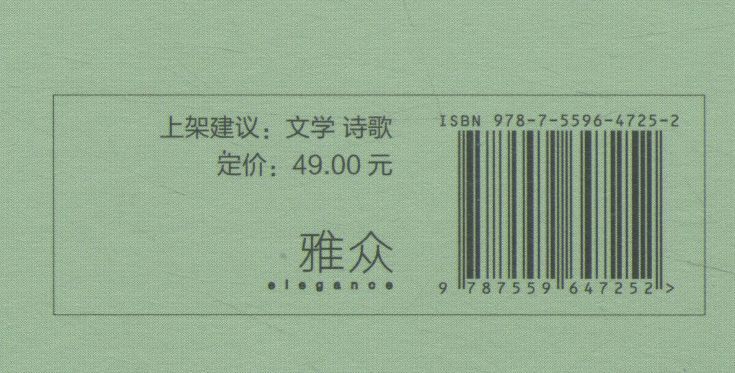 上架建议：文学 诗歌
定价：49.00 元
雅众
elegance
ISBN 978-7-5596-4725-2
9 787559 647252 >